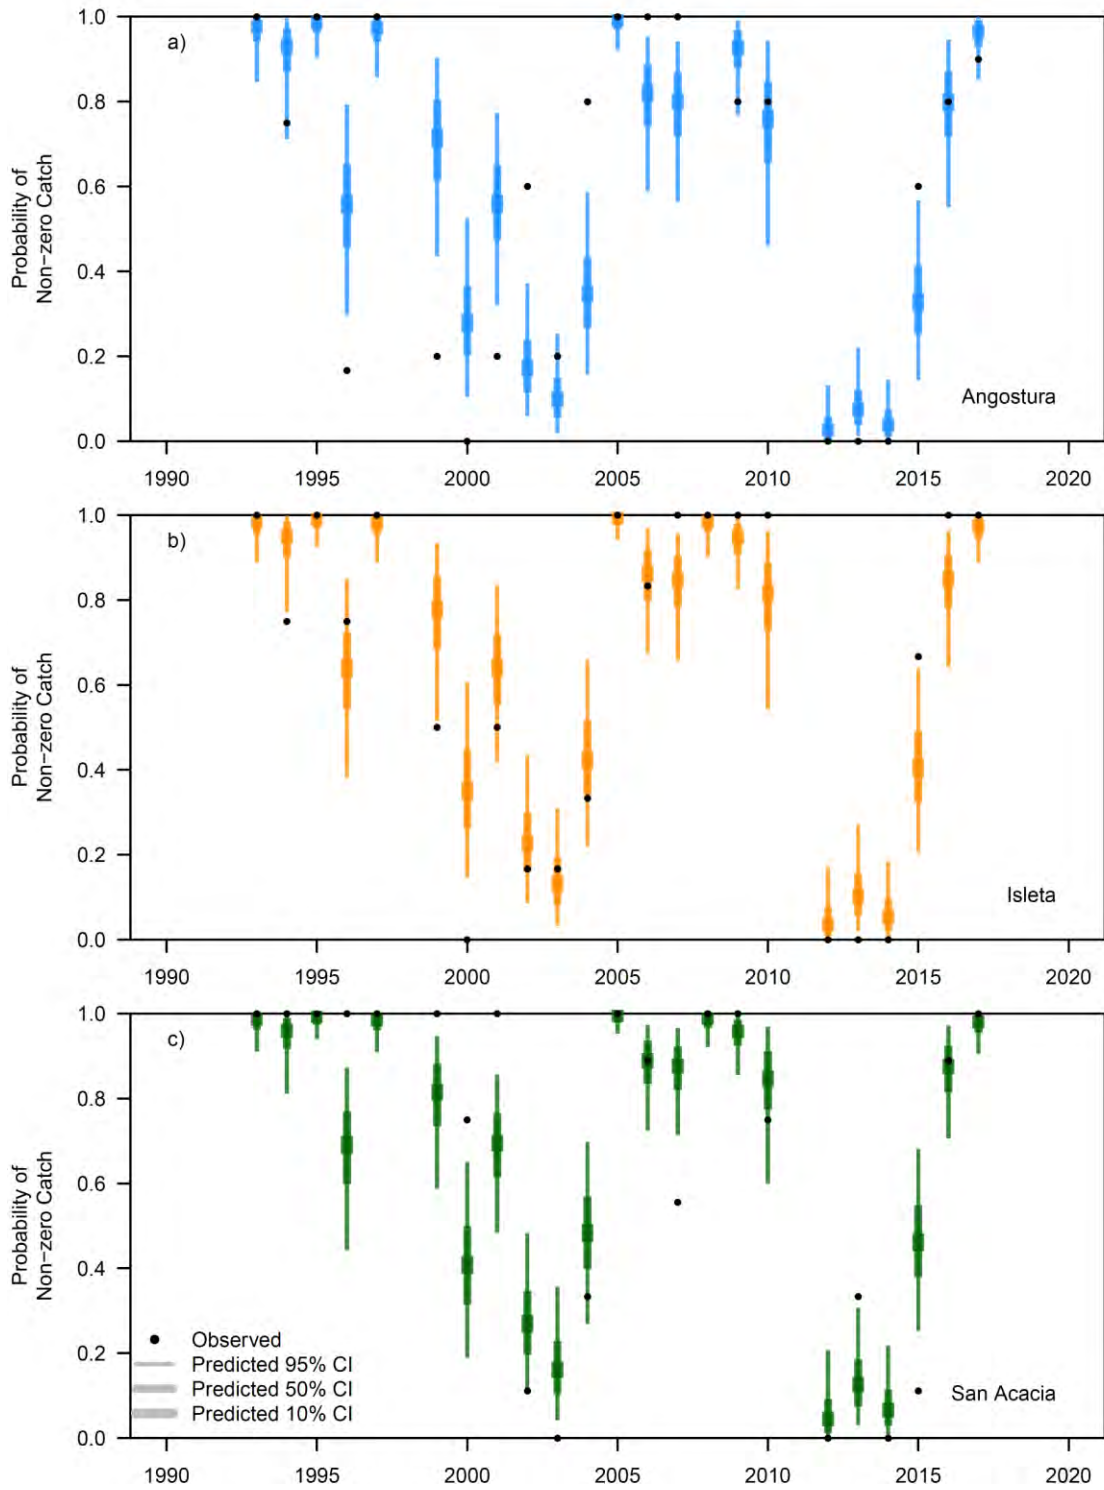 1.0
0.8
0.6
0.4
0.2
0.0
Probability of
Non−zero Catch
a)
Angostura
1990 1995 2000 2005 2010 2015 2020
1.0
0.8
0.6
0.4
0.2
0.0
Probability of
Non−zero Catch
b)
Isleta
1990 1995 2000 2005 2010 2015 2020
1.0
0.8
0.6
0.4
0.2
0.0
Probability of
Non−zero Catch
c)
Observed
Predicted 95% CI
Predicted 50% CI
Predicted 10% CI
San Acacia
1990 1995 2000 2005 2010 2015 2020